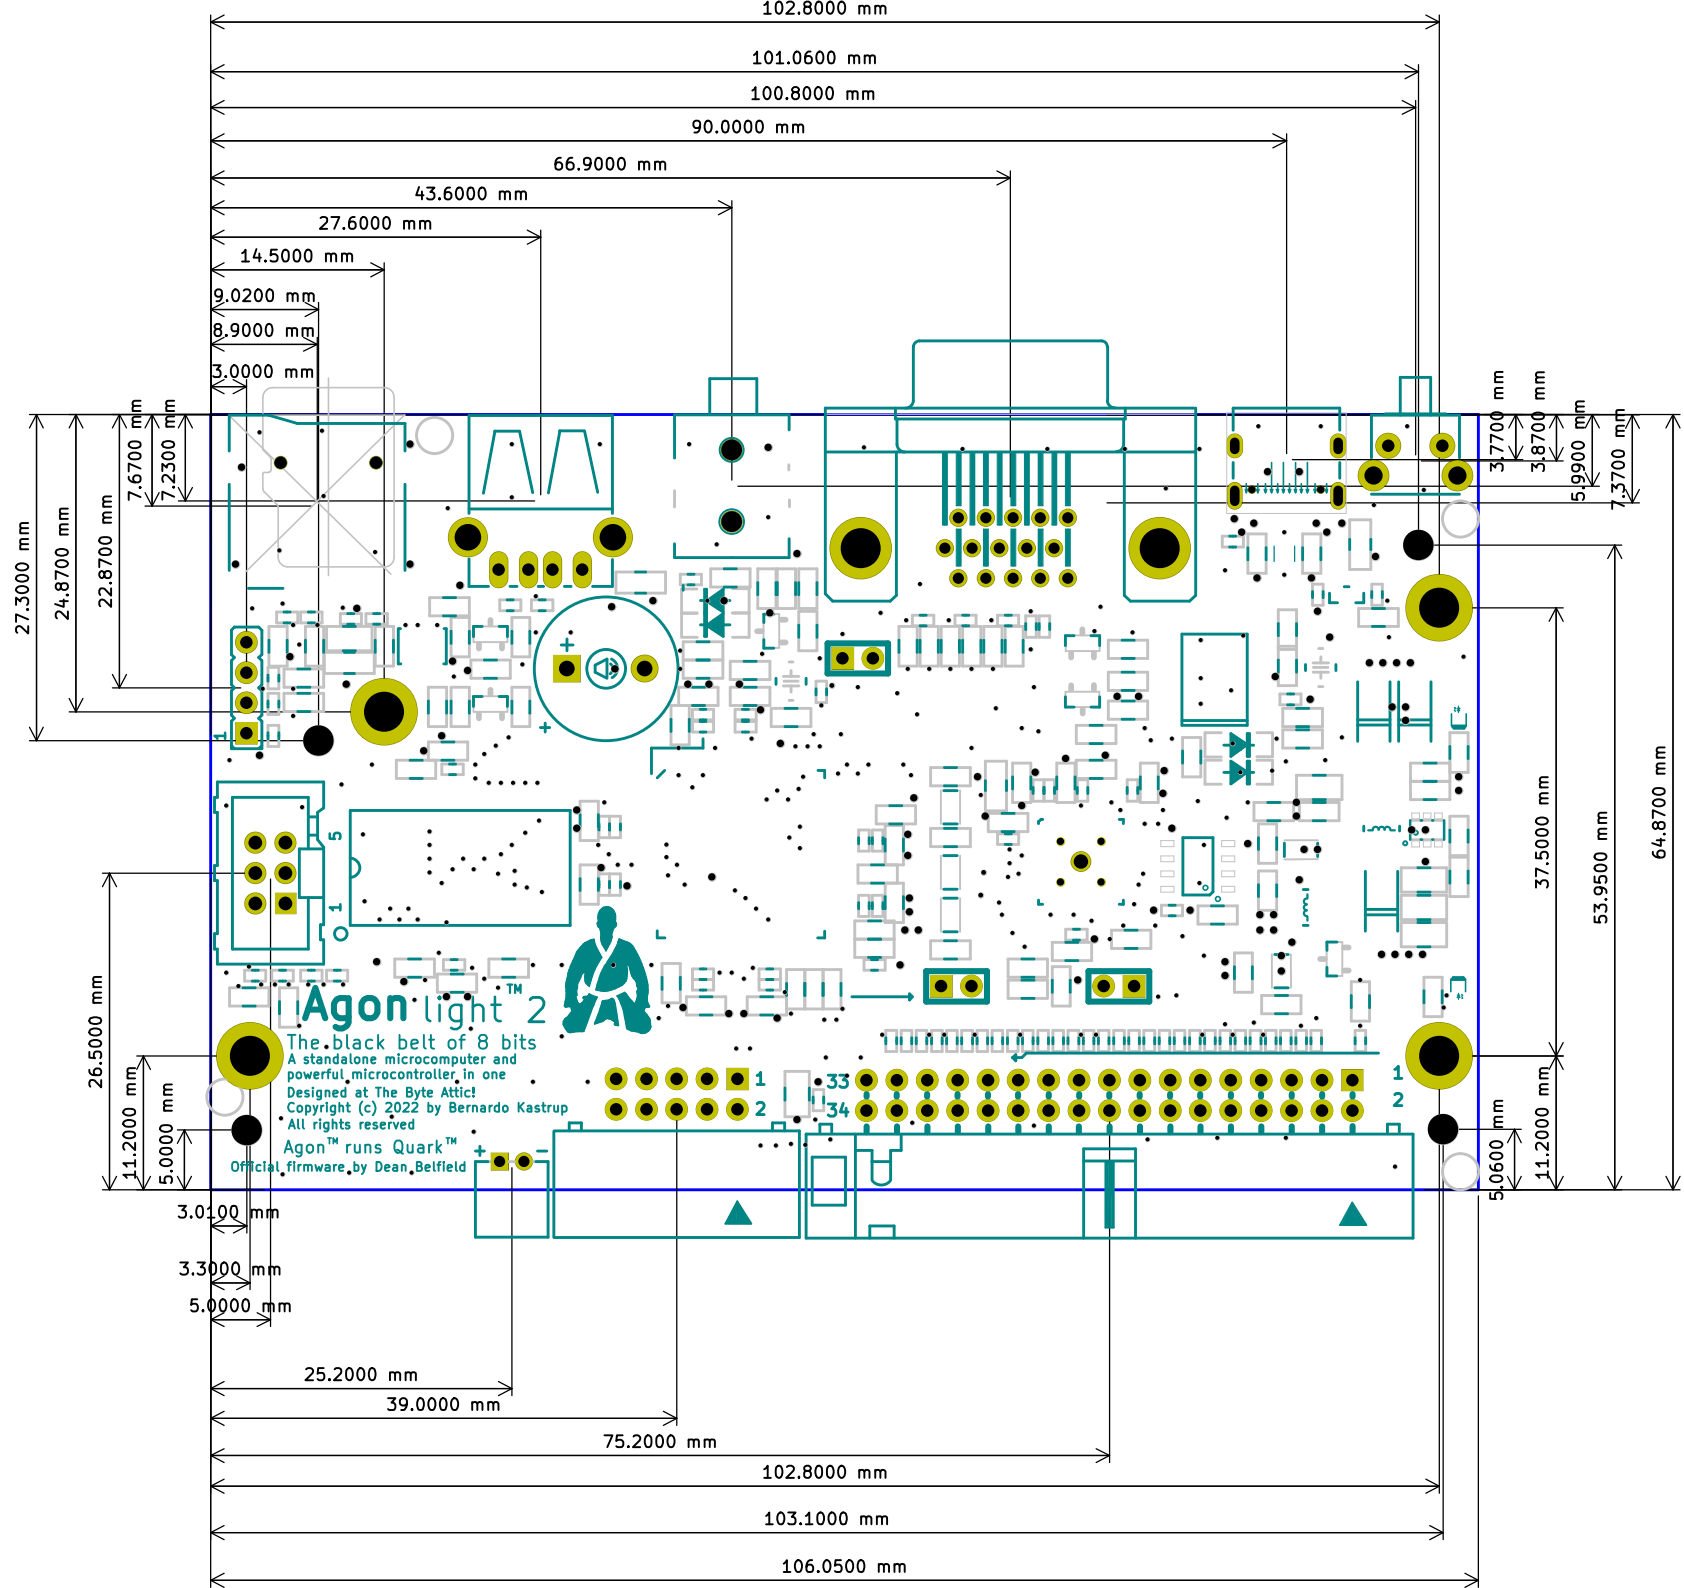 102.8000 mm
101.0600 mm
100.8000 mm
90.0000 mm
66.9000 mm
43.6000 mm
27.6000 mm
14.5000 mm
9.0200 mm
8.9000 mm
3.0000 mm
7.6700 mm
7.2300 mm
22.8700 mm
24.8700 mm
27.3000 mm
3.7700 mm
3.8700 mm
5.9900 mm
7.3700 mm
+
+
1
5
1
37.5000 mm
53.9500 mm
64.8700 mm
Agon light™ 2
The black belt of 8 bits
A standalone microcomputer and
powerful microcontroller in one
Designed at The Byte Attic!
Copyright (c) 2022 by Bernardo Kastrup
All rights reserved
Agon™ runs Quark™
Official firmware by Dean Belfield
+ -
1
2
33
34
1
2
26.5000 mm
11.2000 mm
5.0000 mm
5.0600 mm
11.2000 mm
3.0100 mm
3.3000 mm
5.0000 mm
25.2000 mm
39.0000 mm
75.2000 mm
102.8000 mm
103.1000 mm
106.0500 mm